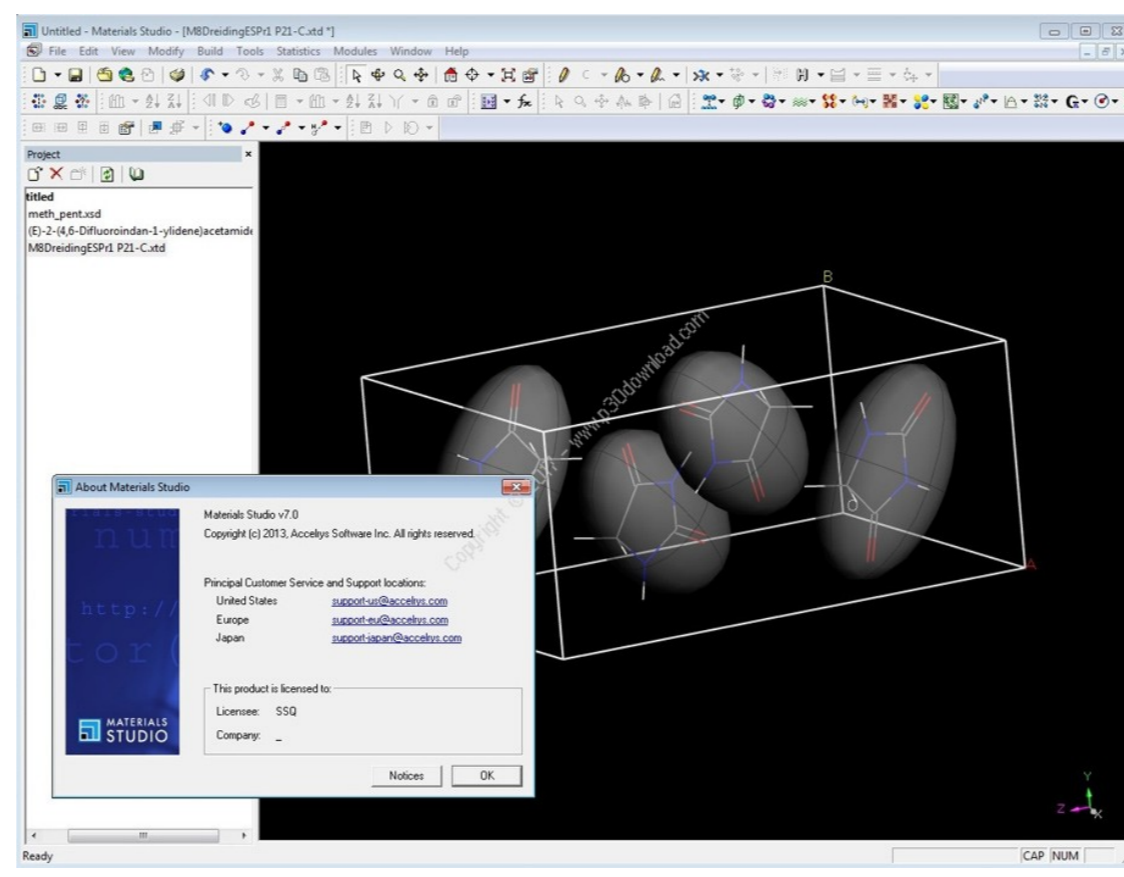 Untitled - Materials Studio - [M8DreidingESPr1 P21-C.xtd *]
File Edit View Modify Build Tools Statistics Modules Window Help
Project
titled
meth_pent.xsd
(E)-2-(4,6-Difluoroindan-1-ylidene)acetamide
M8DreidingESPr1 P21-C.xtd
B
O
A
www.p30download.com
About Materials Studio
Materials Studio v7.0
Copyright (c) 2013, Accelrys Software Inc. All rights reserved.
Principal Customer Service and Support locations:
United States support-us@accelrys.com
Europe support-eu@accelrys.com
Japan support-japan@accelrys.com
This product is licensed to:
Licensee: SSQ
Company: _
MATERIALS
STUDIO
http://
Notices OK
Y
Z X
Ready
CAP NUM